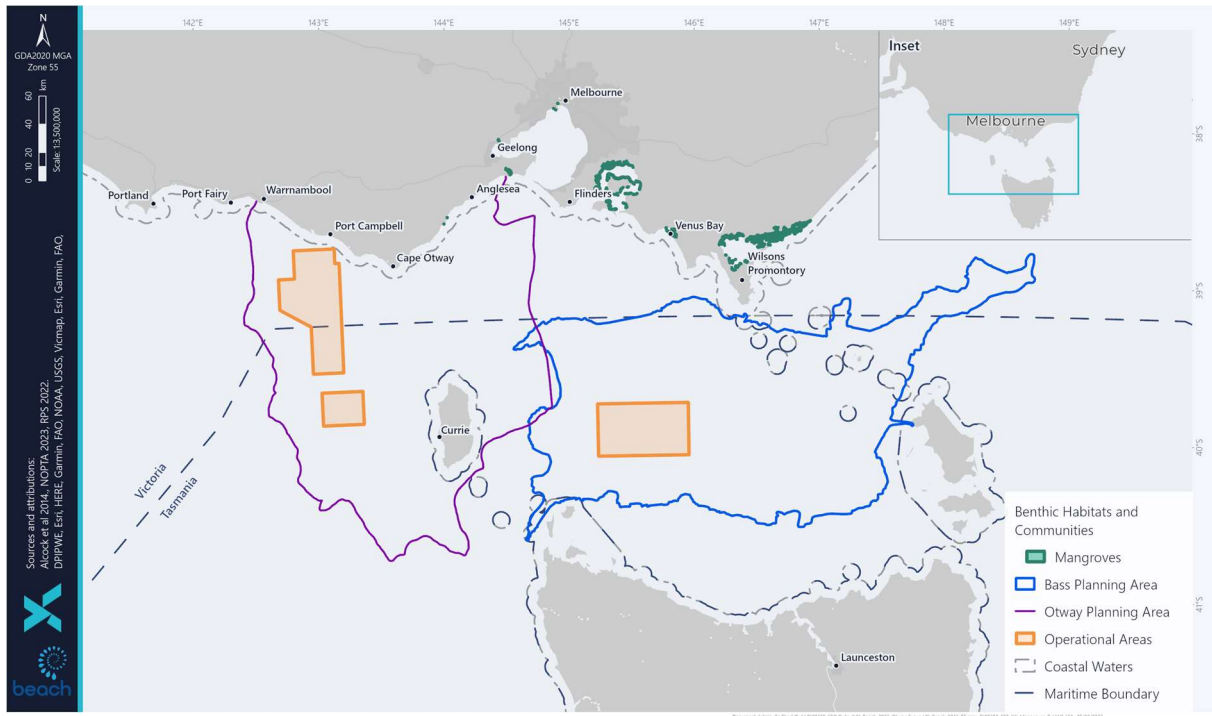 N
GDA2020 MGA
Zone 55
0 10 20 40 60
km
Scale: 1:3,500,000
Sources and attributions:
Alcock et al 2014., NOPTA 2023, RPS 2022.
DPIPWE, Esri, HERE, Garmin, FAO, NOAA, USGS, Vicmap, Esri, Garmin, FAO,
beach
142°E
143°E
144°E
145°E
146°E
147°E
148°E
149°E
38°S
39°S
40°S
41°S
Inset
Sydney
Melbourne
Melbourne
Geelong
Portland
Port Fairy
Warrnambool
Anglesea
Flinders
Port Campbell
Venus Bay
Cape Otway
Wilsons
Promontory
Currie
Victoria
Tasmania
Launceston
Benthic Habitats and
Communities
Mangroves
Bass Planning Area
Otway Planning Area
Operational Areas
Coastal Waters
Maritime Boundary